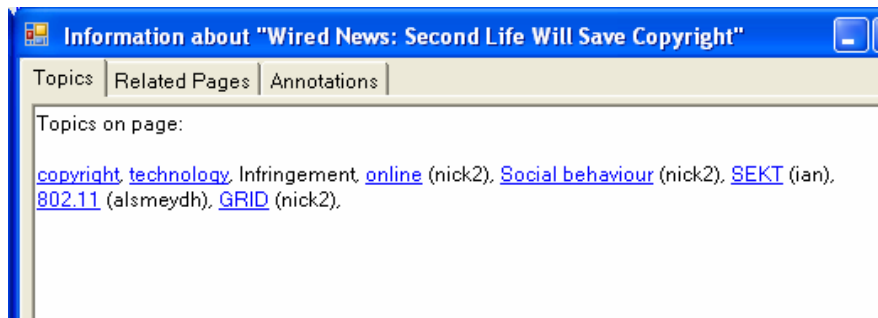 Information about "Wired News: Second Life Will Save Copyright"
Topics Related Pages Annotations
Topics on page:
copyright, technology, Infringement, online (nick2), Social behaviour (nick2), SEKT (ian),
802.11 (alsmeydh), GRID (nick2),